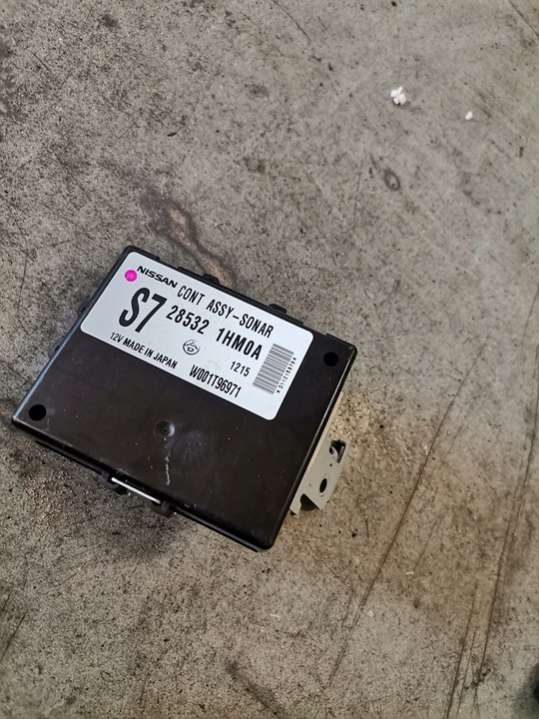 NISSAN CONT ASSY-SONAR
S7 28532 1HM0A
12V MADE IN JAPAN 1215
W001T96971